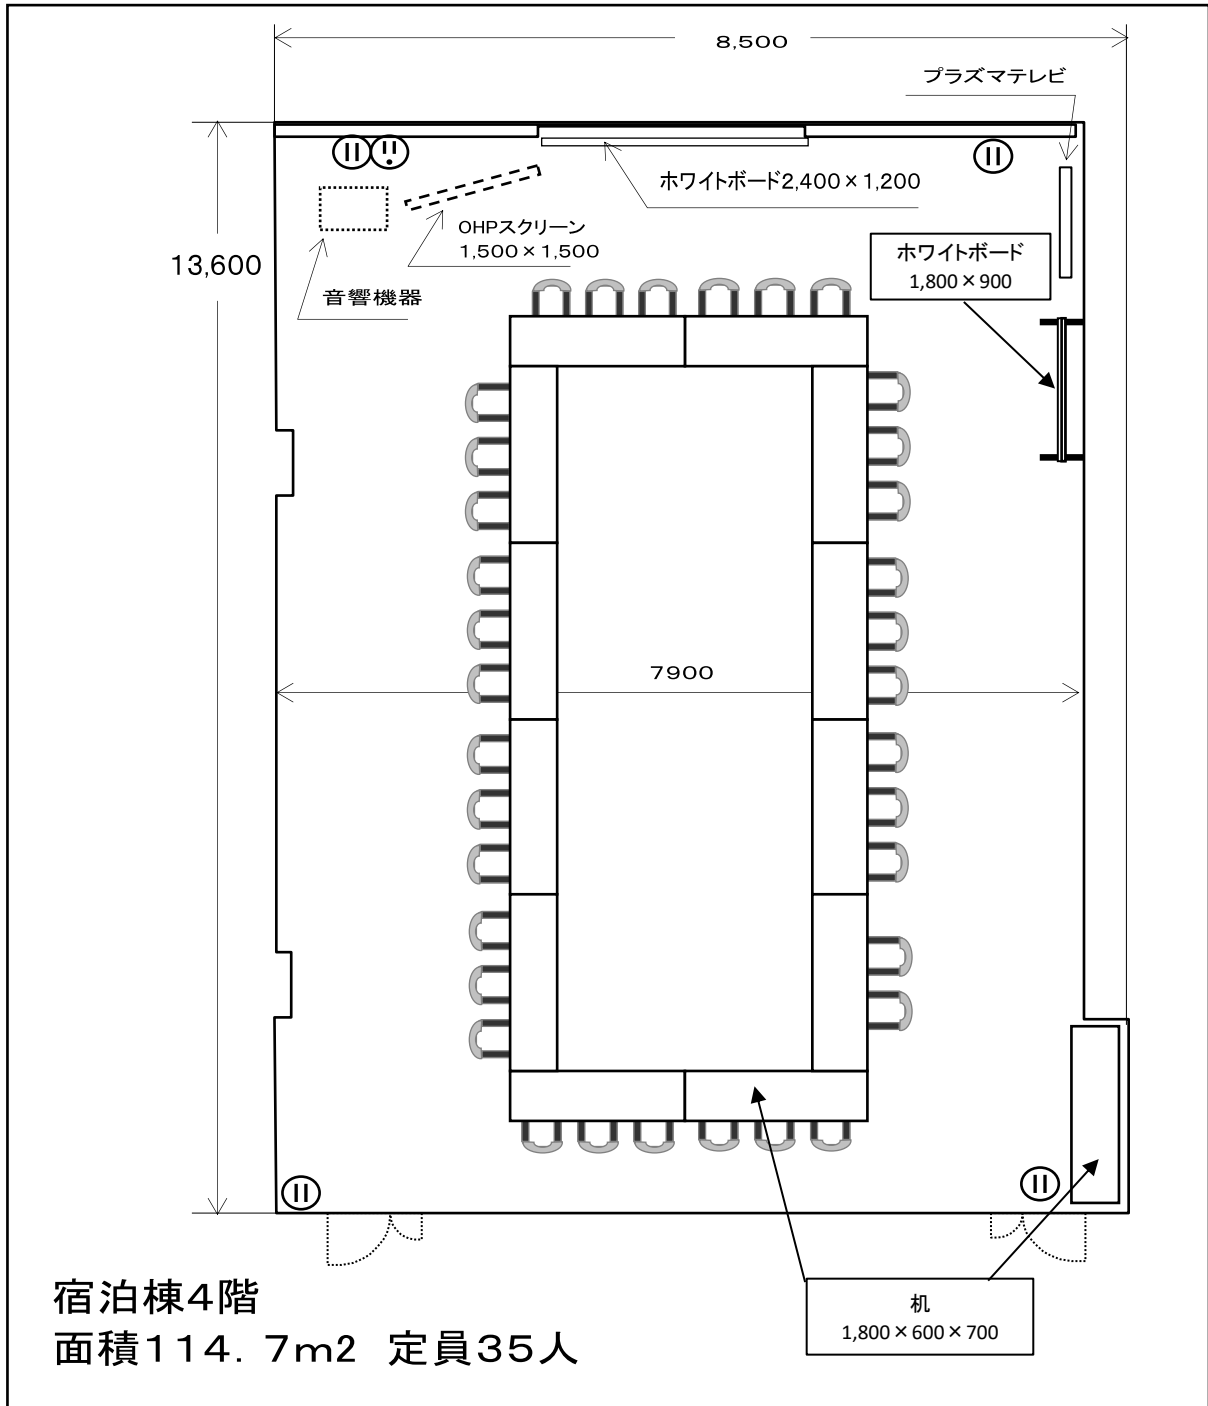 8,500
プラズマテレビ
ホワイトボード2,400×1,200
OHPスクリーン
1,500×1,500
13,600
ホワイトボード
1,800×900
音響機器
7900
宿泊棟4階
面積114.7m2 定員35人
机
1,800×600×700